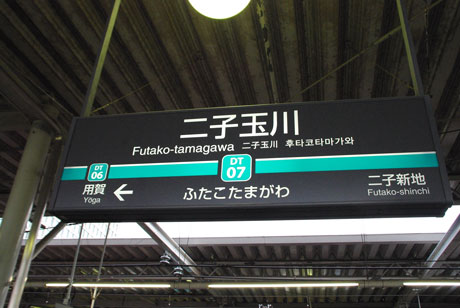 二子玉川
Futako-tamagawa 二子玉川 후타코타마가와
DT
06
DT
07
用賀
Yōga
←
ふたこたまがわ
二子新地
Futako-shinchi